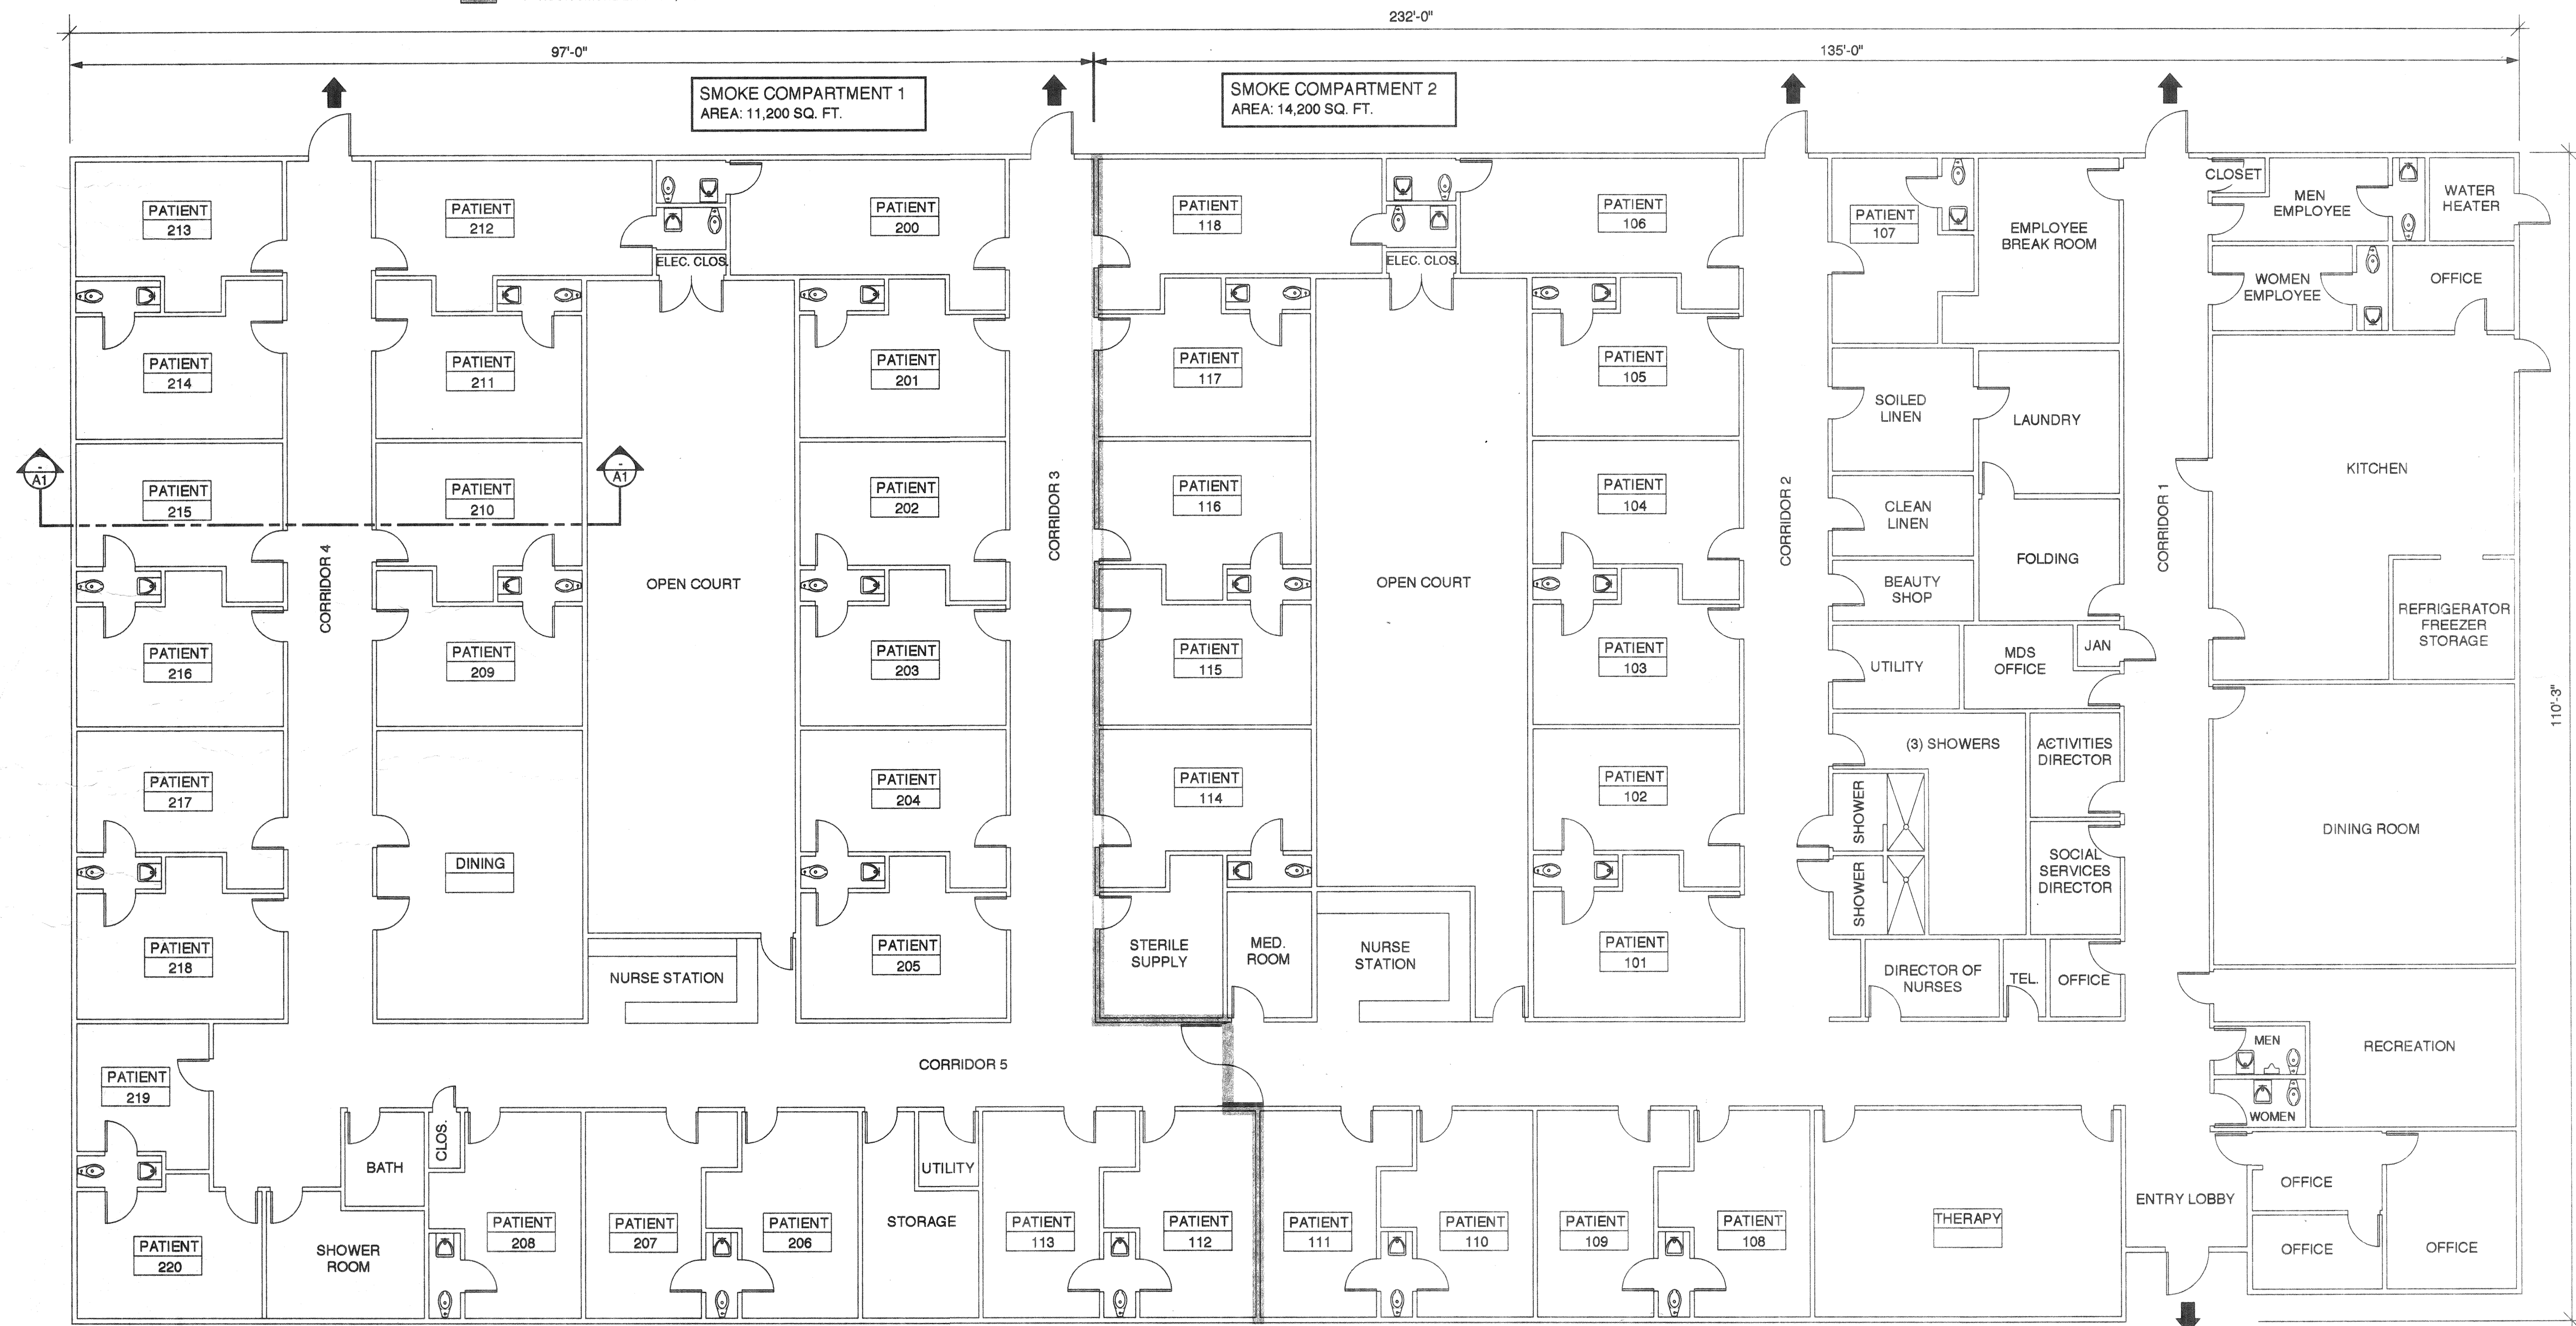 232'-0"
97'-0"
135'-0"
SMOKE COMPARTMENT 1
AREA: 11,200 SQ. FT.
SMOKE COMPARTMENT 2
AREA: 14,200 SQ. FT.
PATIENT
213
PATIENT
212
PATIENT
200
PATIENT
118
PATIENT
106
PATIENT
107
EMPLOYEE
BREAK ROOM
CLOSET
MEN
EMPLOYEE
WATER
HEATER
ELEC. CLOS.
ELEC. CLOS.
WOMEN
EMPLOYEE
OFFICE
PATIENT
214
PATIENT
211
PATIENT
201
PATIENT
117
PATIENT
105
SOILED
LINEN
LAUNDRY
KITCHEN
-
A1
-
A1
PATIENT
215
PATIENT
210
PATIENT
202
CORRIDOR 3
PATIENT
116
PATIENT
104
CORRIDOR 2
CLEAN
LINEN
CORRIDOR 1
CORRIDOR 4
OPEN COURT
OPEN COURT
FOLDING
BEAUTY
SHOP
REFRIGERATOR
FREEZER
STORAGE
PATIENT
216
PATIENT
209
PATIENT
203
PATIENT
115
PATIENT
103
UTILITY
MDS
OFFICE
JAN
110'-3"
PATIENT
217
PATIENT
204
PATIENT
114
PATIENT
102
(3) SHOWERS
ACTIVITIES
DIRECTOR
SHOWER
DINING ROOM
DINING
SHOWER
SOCIAL
SERVICES
DIRECTOR
PATIENT
218
NURSE STATION
PATIENT
205
STERILE
SUPPLY
MED.
ROOM
NURSE
STATION
PATIENT
101
DIRECTOR OF
NURSES
TEL.
OFFICE
PATIENT
219
CORRIDOR 5
MEN
RECREATION
WOMEN
BATH
CLOS.
UTILITY
OFFICE
ENTRY LOBBY
PATIENT
220
SHOWER
ROOM
PATIENT
208
PATIENT
207
PATIENT
206
STORAGE
PATIENT
113
PATIENT
112
PATIENT
111
PATIENT
110
PATIENT
109
PATIENT
108
THERAPY
OFFICE
OFFICE